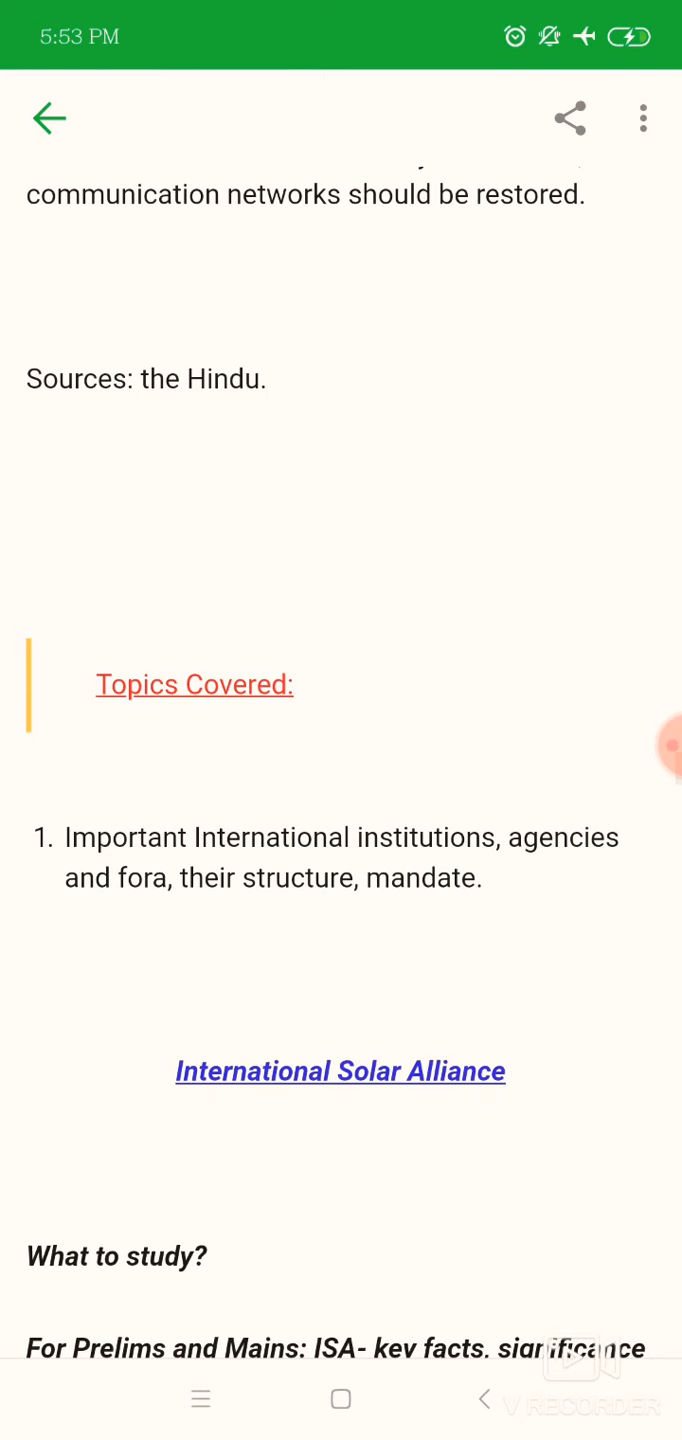 5:53 PM
communication networks should be restored.
Sources: the Hindu.
Topics Covered:
1. Important International institutions, agencies
and fora, their structure, mandate.
International Solar Alliance
What to study?
For Prelims and Mains: ISA- key facts, significance
V RECORDER